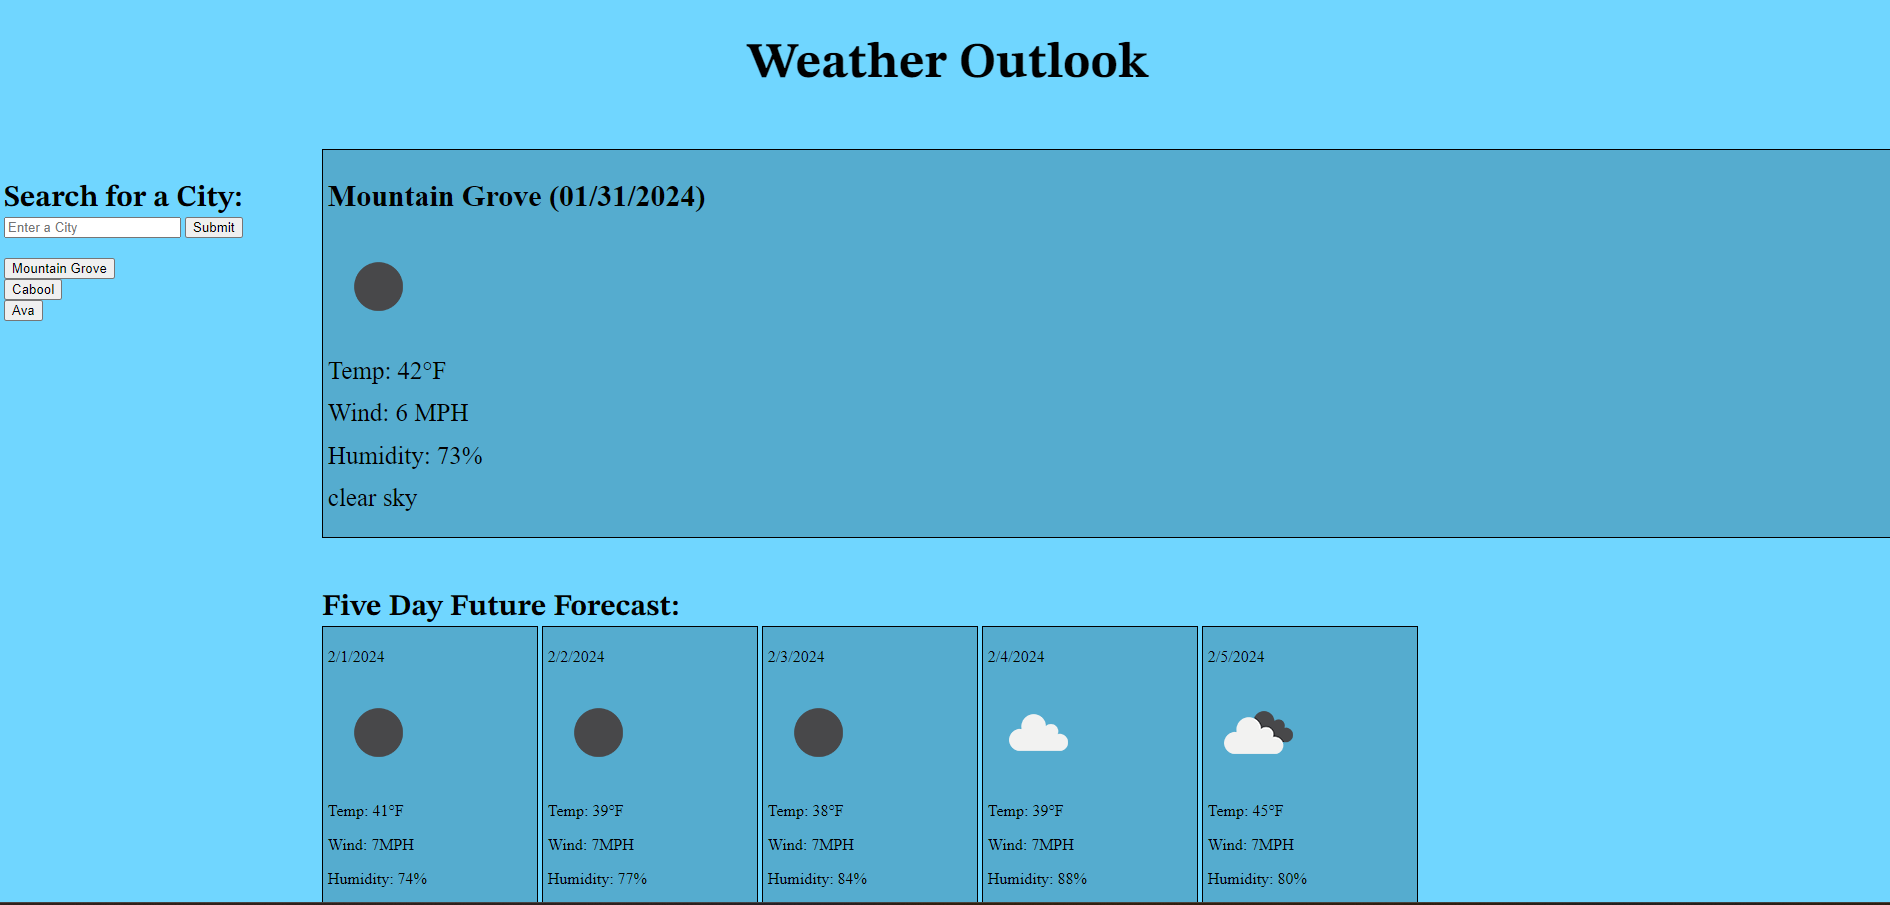 Weather Outlook
Search for a City:
Enter a City Submit
Mountain Grove
Cabool
Ava
Mountain Grove (01/31/2024)
Temp: 42°F
Wind: 6 MPH
Humidity: 73%
clear sky
Five Day Future Forecast:
2/1/2024
Temp: 41°F
Wind: 7MPH
Humidity: 74%
2/2/2024
Temp: 39°F
Wind: 7MPH
Humidity: 77%
2/3/2024
Temp: 38°F
Wind: 7MPH
Humidity: 84%
2/4/2024
Temp: 39°F
Wind: 7MPH
Humidity: 88%
2/5/2024
Temp: 45°F
Wind: 7MPH
Humidity: 80%